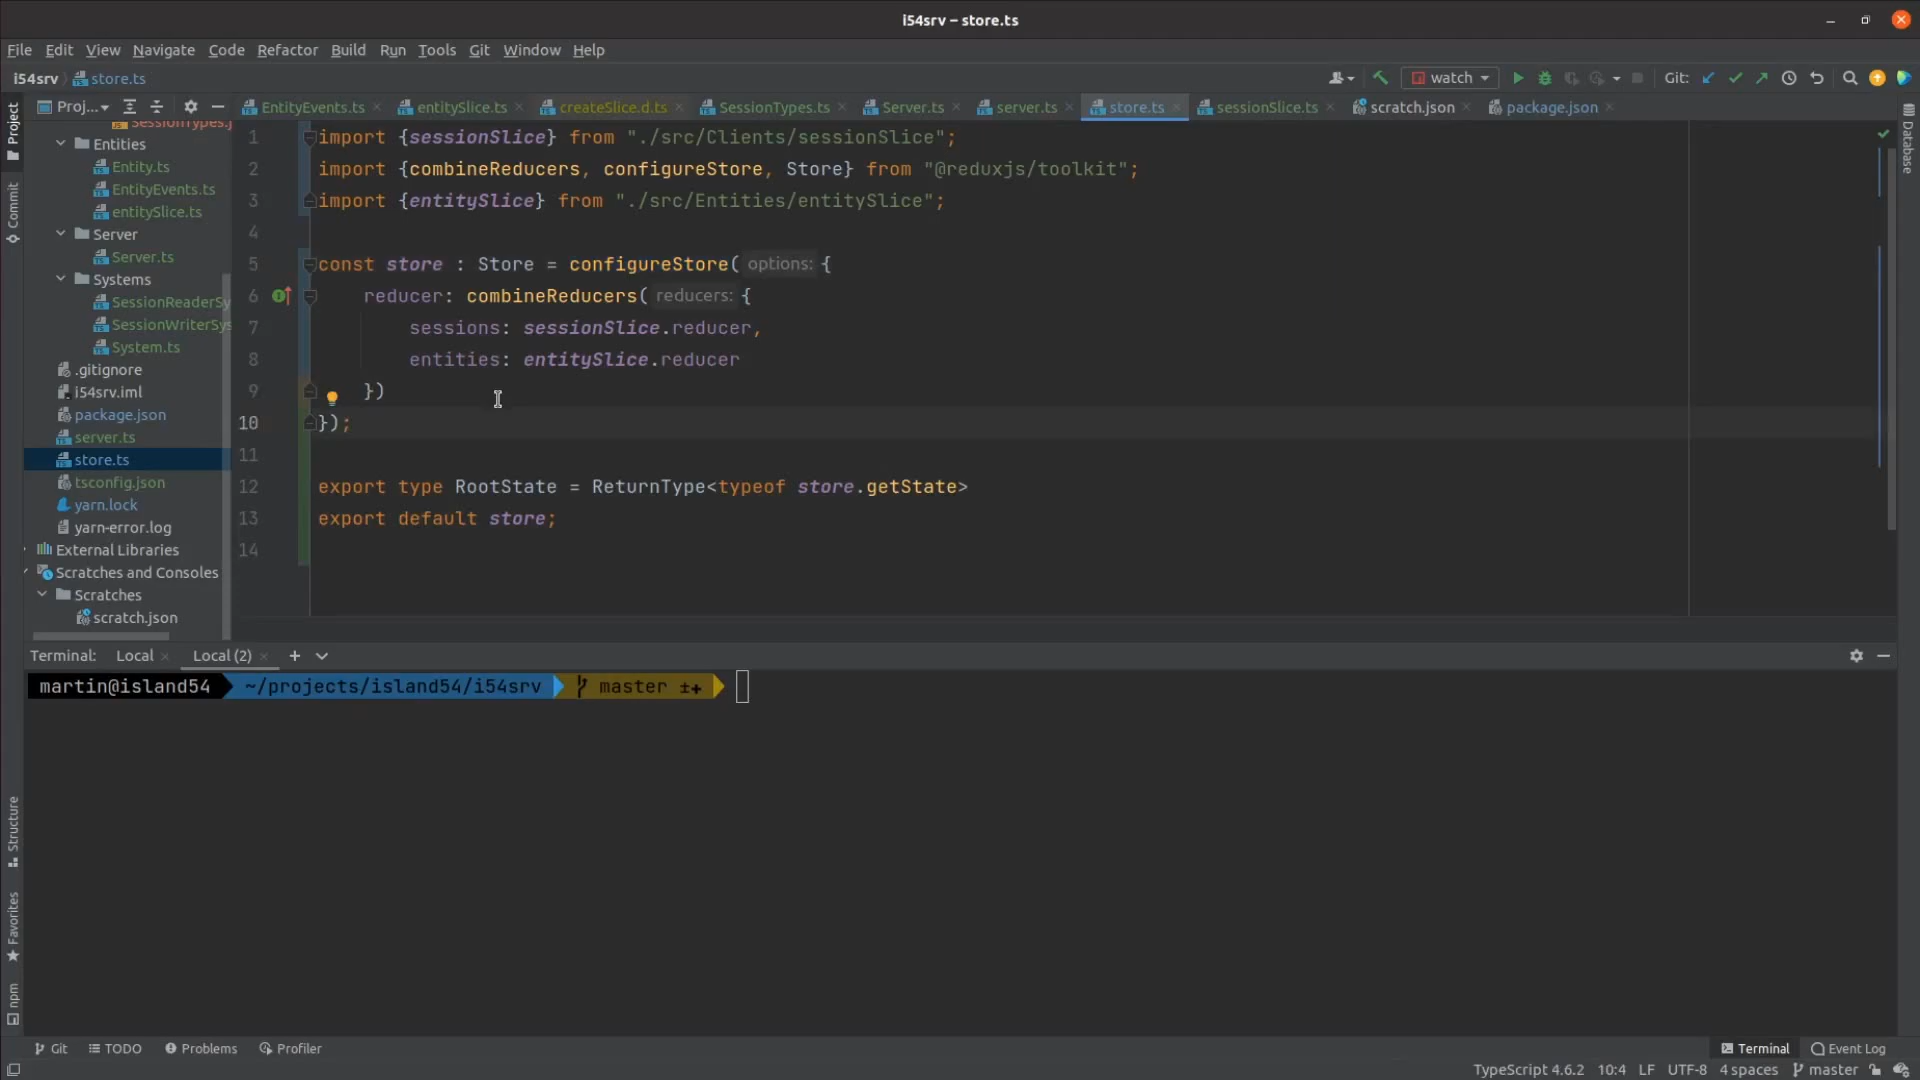 i54srv – store.ts
File Edit View Navigate Code Refactor Build Run Tools Git Window Help
i54srv store.ts watch Git:
Proj... EntityEvents.ts entitySlice.ts createSlice.d.ts SessionTypes.ts Server.ts server.ts store.ts sessionSlice.ts scratch.json package.json
Project
Commit
Structure
Favorites
npm
Database
SessionTypes.j
Entities
Entity.ts
EntityEvents.ts
entitySlice.ts
Server
Server.ts
Systems
SessionReaderSy
SessionWriterSys
System.ts
.gitignore
i54srv.iml
package.json
server.ts
store.ts
tsconfig.json
yarn.lock
yarn-error.log
External Libraries
Scratches and Consoles
Scratches
scratch.json
1 import {sessionSlice} from "./src/Clients/sessionSlice";
2 import {combineReducers, configureStore, Store} from "@reduxjs/toolkit";
3 import {entitySlice} from "./src/Entities/entitySlice";
4
5 const store : Store = configureStore( options: {
6 reducer: combineReducers( reducers: {
7 sessions: sessionSlice.reducer,
8 entities: entitySlice.reducer
9 })
10 });
11
12 export type RootState = ReturnType<typeof store.getState>
13 export default store;
14
Terminal: Local Local (2)
martin@island54 ~/projects/island54/i54srv master ±+
Git TODO Problems Profiler Terminal Event Log
TypeScript 4.6.2 10:4 LF UTF-8 4 spaces master